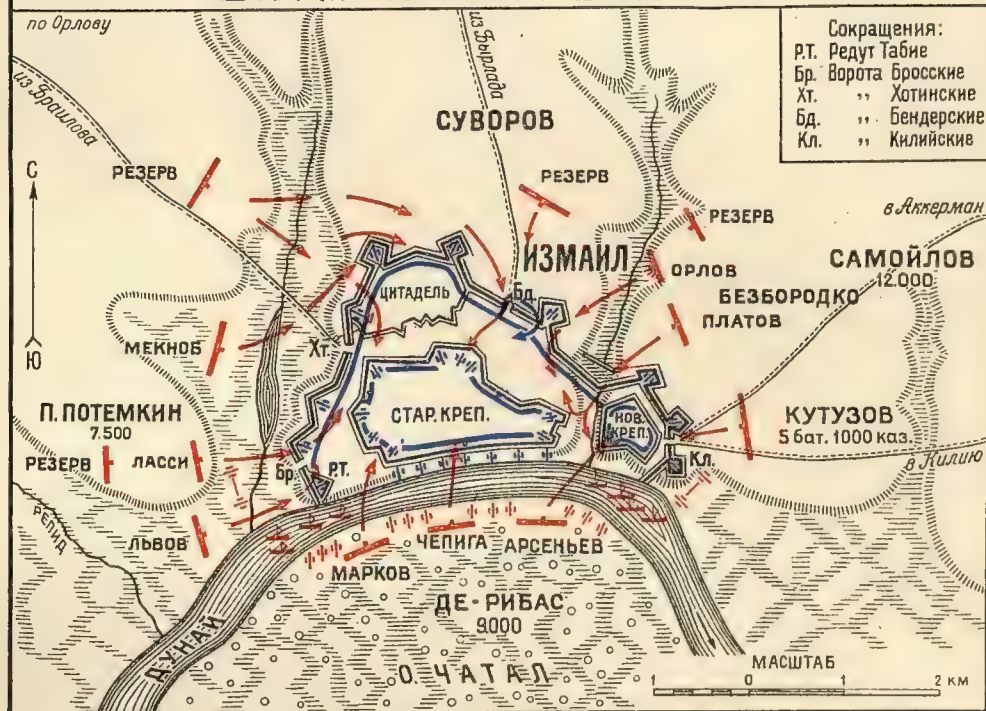 по Орлову
Сокращения:
Р.Т. Редут Табие
Бр. Ворота Бросские
Хт. ,, Хотинские
Бд. ,, Бендерские
Кл. ,, Килийские
из Браилова
из Бырлада
СУВОРОВ
С
Ю
РЕЗЕРВ
РЕЗЕРВ
РЕЗЕРВ
в Аккерман
ИЗМАИЛ
ОРЛОВ
САМОЙЛОВ
12.000
БЕЗБОРОДКО
ПЛАТОВ
ЦИТАДЕЛЬ
Бд.
МЕКНОБ
Хт.
П. ПОТЕМКИН
7.500
СТАР. КРЕП.
НОВ.
КРЕП.
КУТУЗОВ
5 бат. 1000 каз.
РЕЗЕРВ
ЛАССИ
Бр.
Р.Т.
Кл.
в Килию
РЕПИД
ЛЬВОВ
ЧЕПИГА
АРСЕНЬЕВ
МАРКОВ
ДЕ-РИБАС
9.000
ДУНАЙ
О. ЧАТАЛ
МАСШТАБ
1 0 1 2 КМ